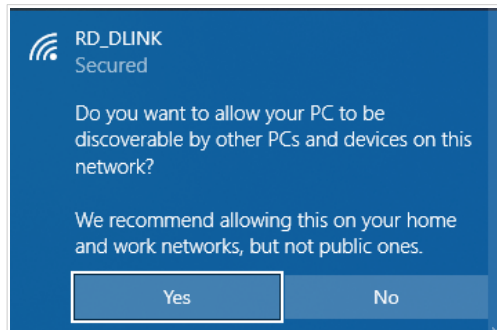 RD_DLINK
Secured
Do you want to allow your PC to be
discoverable by other PCs and devices on this
network?
We recommend allowing this on your home
and work networks, but not public ones.
Yes
No